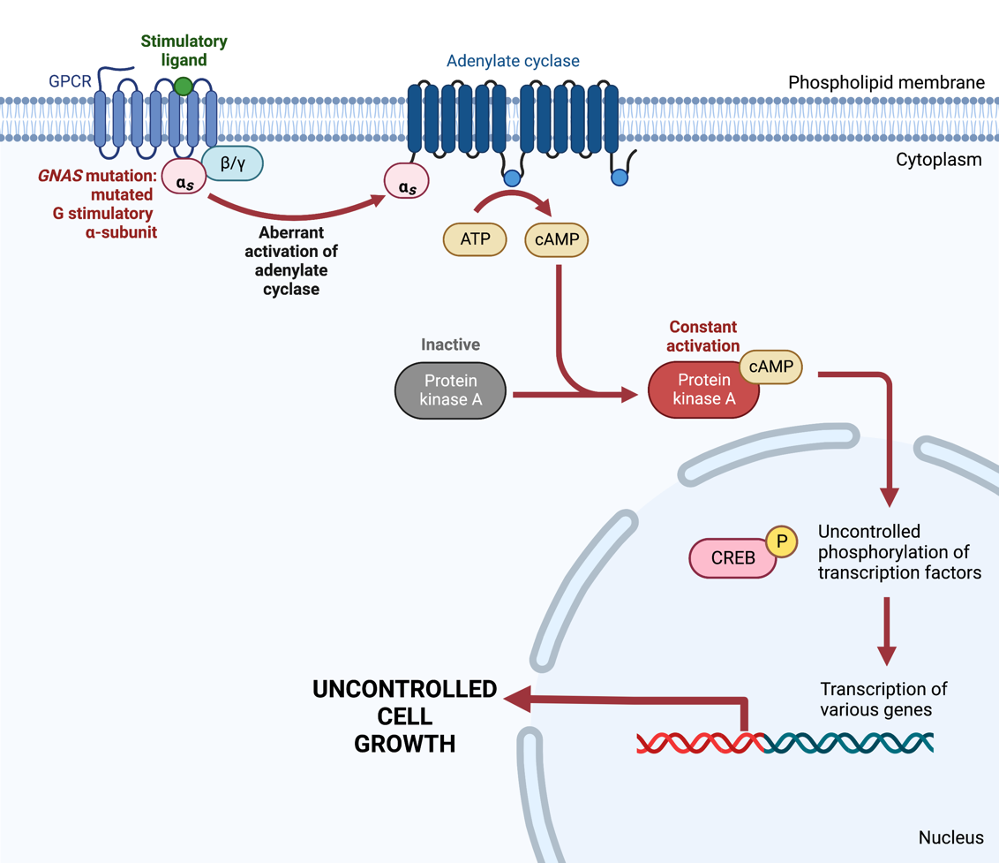 Stimulatory
ligand
GPCR
Adenylate cyclase
Phospholipid membrane
Cytoplasm
β/γ
αs
αs
GNAS mutation:
mutated
G stimulatory
α-subunit
Aberrant
activation of
adenylate
cyclase
ATP
cAMP
Inactive
Protein
kinase A
Constant
activation
cAMP
Protein
kinase A
CREB
P
Uncontrolled
phosphorylation of
transcription factors
Transcription of
various genes
UNCONTROLLED
CELL
GROWTH
Nucleus